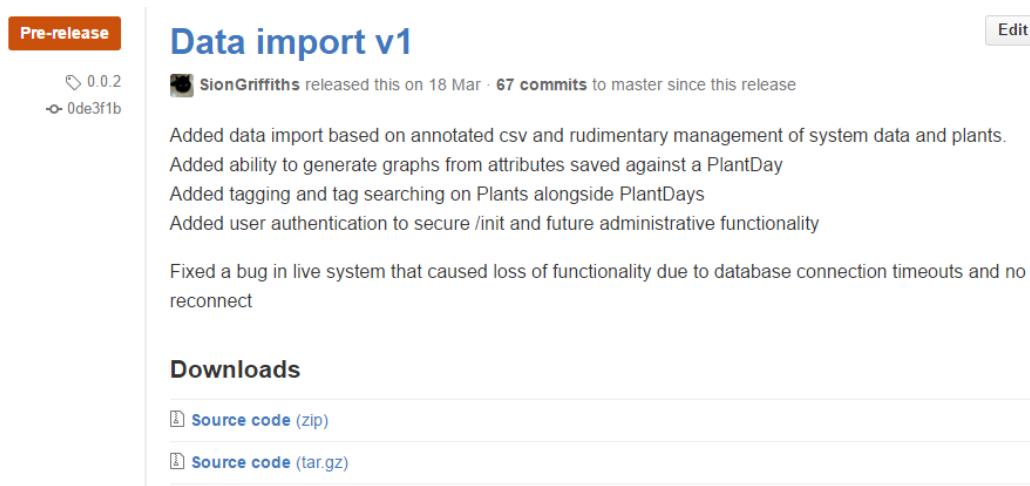 Pre-release
0.0.2
0de3f1b
Data import v1
Edit
SionGriffiths released this on 18 Mar · 67 commits to master since this release
Added data import based on annotated csv and rudimentary management of system data and plants.
Added ability to generate graphs from attributes saved against a PlantDay
Added tagging and tag searching on Plants alongside PlantDays
Added user authentication to secure /init and future administrative functionality
Fixed a bug in live system that caused loss of functionality due to database connection timeouts and no
reconnect
Downloads
Source code (zip)
Source code (tar.gz)